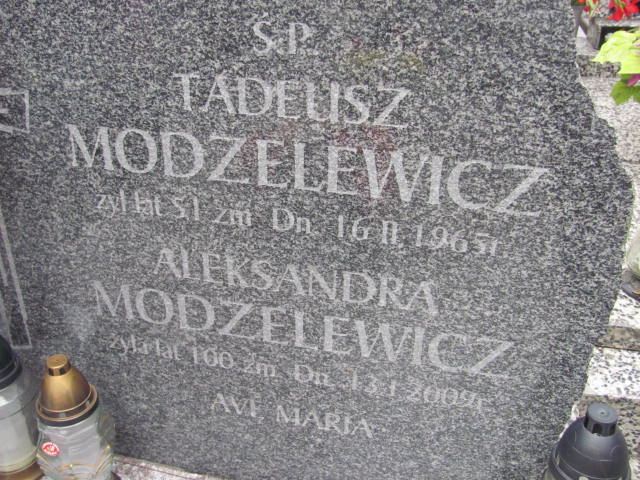 Ś.P.
TADEUSZ
MODZELEWICZ
żył lat 51 zm Dn. 16 II. 1965r
ALEKSANDRA
MODZELEWICZ
żyła lat 100 zm. Dn 13 I 2009r
AVE MARIA